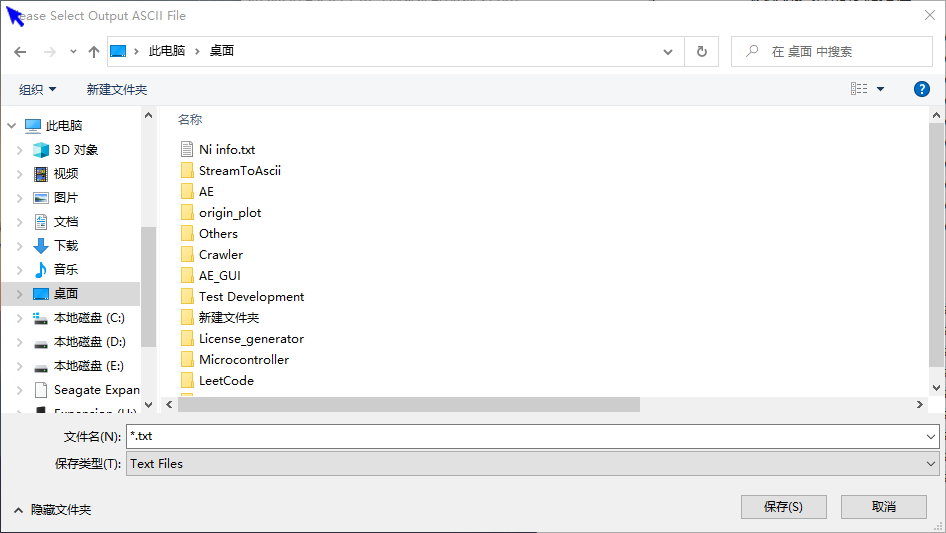 ease Select Output ASCII File
此电脑 › 桌面
在 桌面 中搜索
组织
新建文件夹
此电脑
3D 对象
视频
图片
文档
下载
音乐
桌面
本地磁盘 (C:)
本地磁盘 (D:)
本地磁盘 (E:)
Seagate Expan
名称
Ni info.txt
StreamToAscii
AE
origin_plot
Others
Crawler
AE_GUI
Test Development
新建文件夹
License_generator
Microcontroller
LeetCode
文件名(N): *.txt
保存类型(T): Text Files
隐藏文件夹
保存(S)
取消